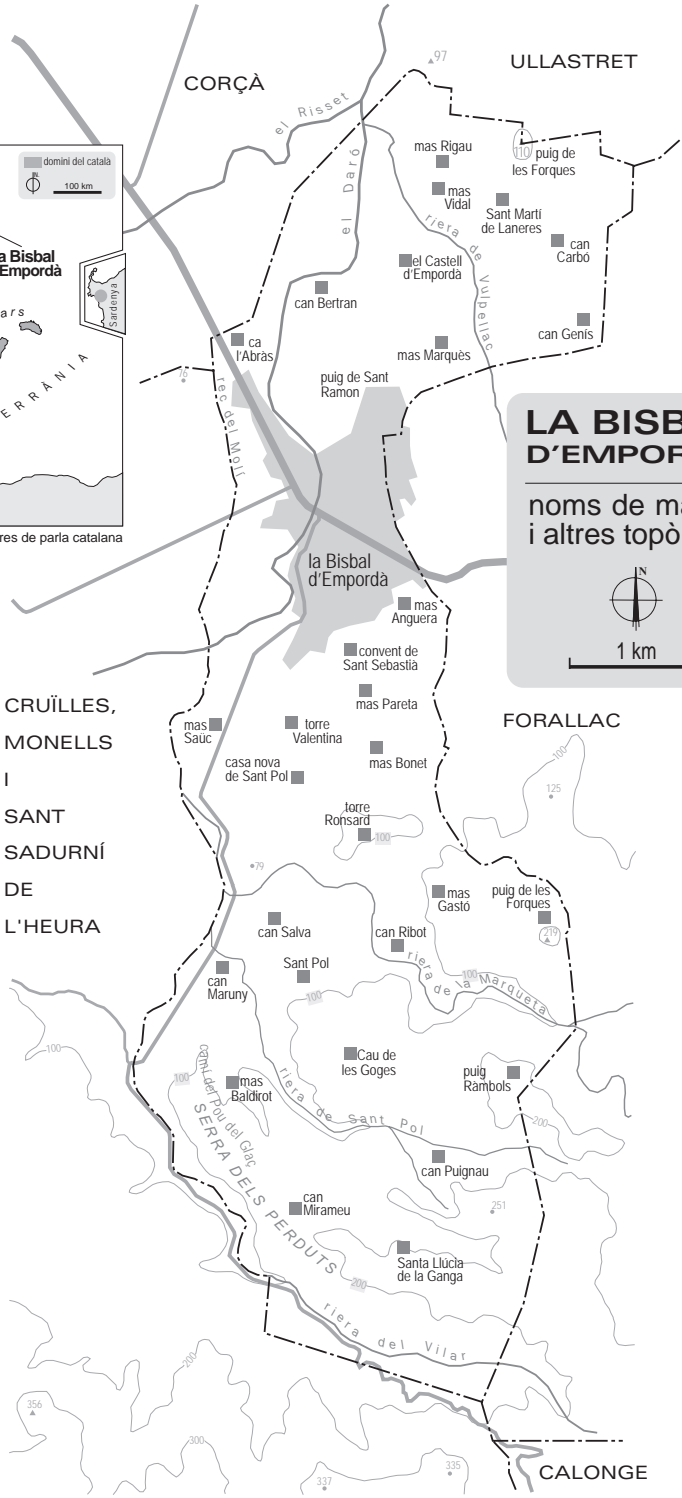 97
ULLASTRET
CORÇÀ
el Risset
el Daró
mas Rigau
110
puig de
les Forques
domini del català
N
100 km
mas
Vidal
Sant Martí
de Laneres
riera de Vulpellac
can
Carbó
a Bisbal
Empordà
el Castell
d'Empordà
Sardenya
can Bertran
ars
can Genís
ca
l'Abràs
mas Marquès
ERRÀNIA
76
rec del Molí
puig de Sant
Ramon
LA BISB
D'EMPOR
noms de ma
i altres topò
N
1 km
res de parla catalana
la Bisbal
d'Empordà
mas
Anguera
convent de
Sant Sebastià
mas Pareta
CRUÏLLES,
MONELLS
I
SANT
SADURNÍ
DE
L'HEURA
FORALLAC
mas
Saüc
torre
Valentina
mas Bonet
100
casa nova
de Sant Pol
125
torre
Ronsard
100
79
mas
Gastó
puig de les
Forques
219
can Salva
can Ribot
riera de la Marqueta
Sant Pol
can
Maruny
100
100
100
Cau de
les Goges
puig
Rambols
100
mas
Baldirot
camí del Pou del Glaç
riera de Sant Pol
200
SERRA DELS PERDUTS
can Puignau
can
Mirameu
251
Santa Llúcia
de la Ganga
200
riera del Vilar
200
356
300
337
335
CALONGE